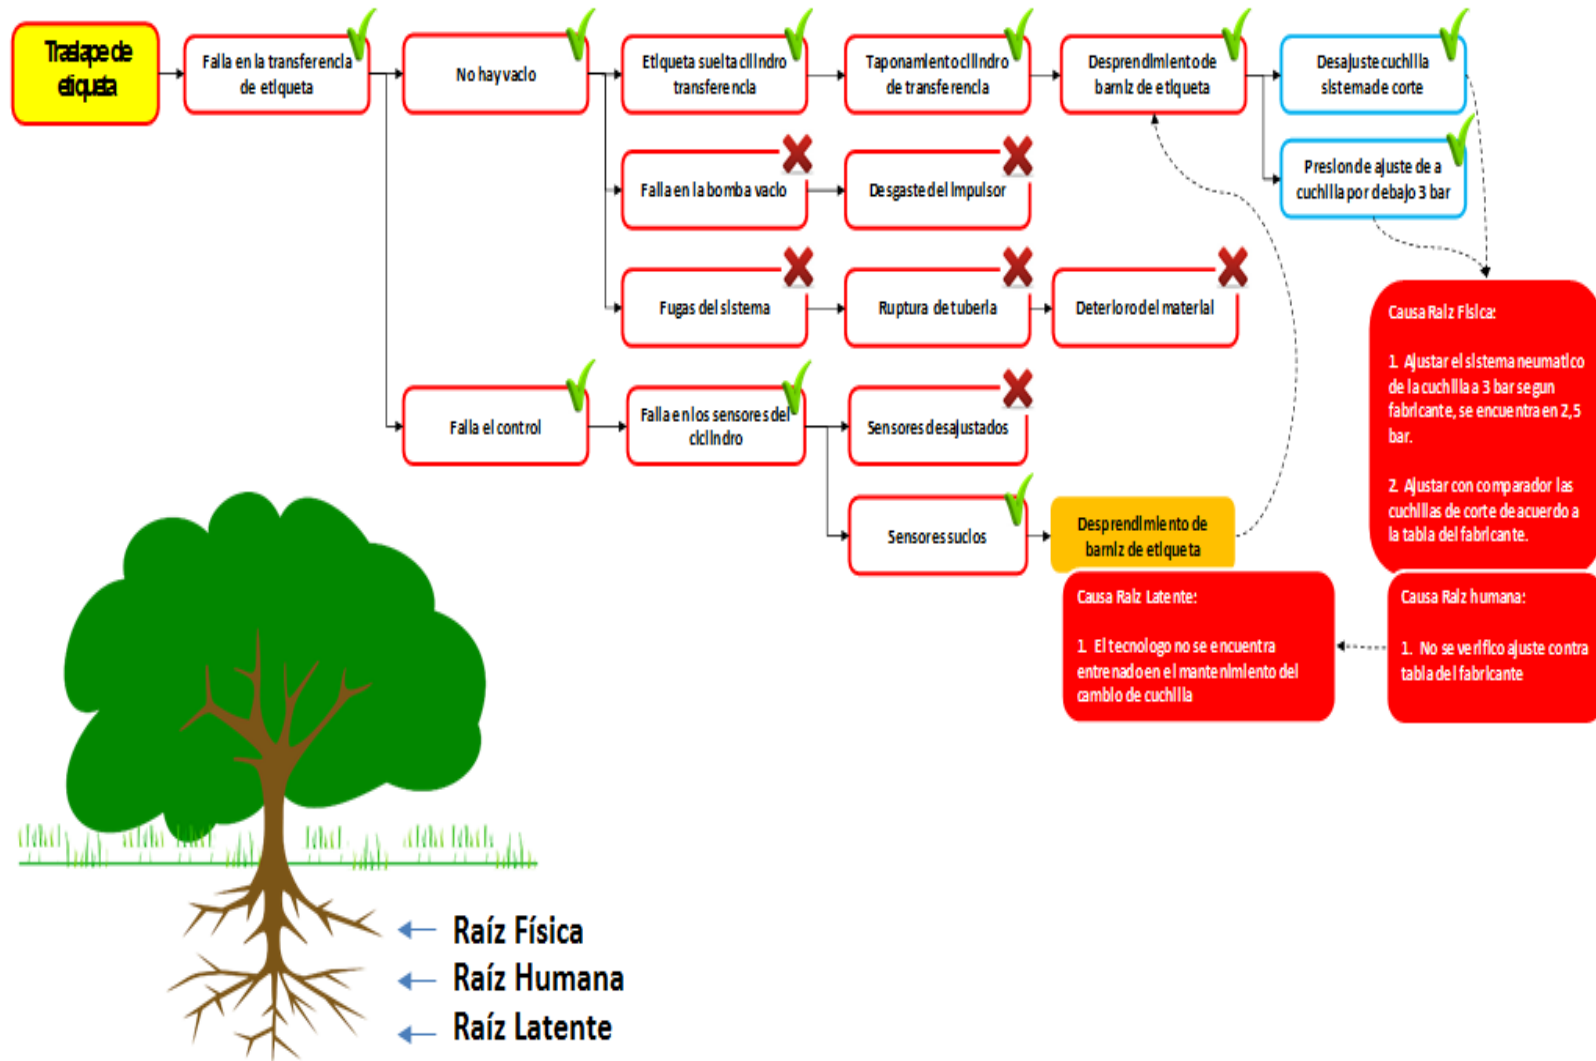 Traslape de
etiqueta
Falla en la transferencia
de etiqueta
No hay vacio
Etiqueta suelta cilindro
transferencia
Taponamiento cilindro
de transferencia
Desprendimiento de
barniz de etiqueta
Desajuste cuchilla
sistema de corte
Presion de ajuste de a
cuchilla por debajo 3 bar
Falla en la bomba vacio
Desgaste del impulsor
Fugas del sistema
Ruptura de tuberia
Deterioro del material
Falla el control
Falla en los sensores del
ciclindro
Sensores desajustados
Sensores sucios
Desprendimiento de
barniz de etiqueta
Causa Raiz Fisica:
1. Ajustar el sistema neumatico
de la cuchilla a 3 bar segun
fabricante, se encuentra en 2,5
bar.
2. Ajustar con comparador las
cuchillas de corte de acuerdo a
la tabla del fabricante.
Causa Raiz Latente:
1. El tecnologo no se encuentra
entrenado en el mantenimiento del
cambio de cuchilla
Causa Raiz humana:
1. No se verifico ajuste contra
tabla del fabricante
Raíz Física
Raíz Humana
Raíz Latente